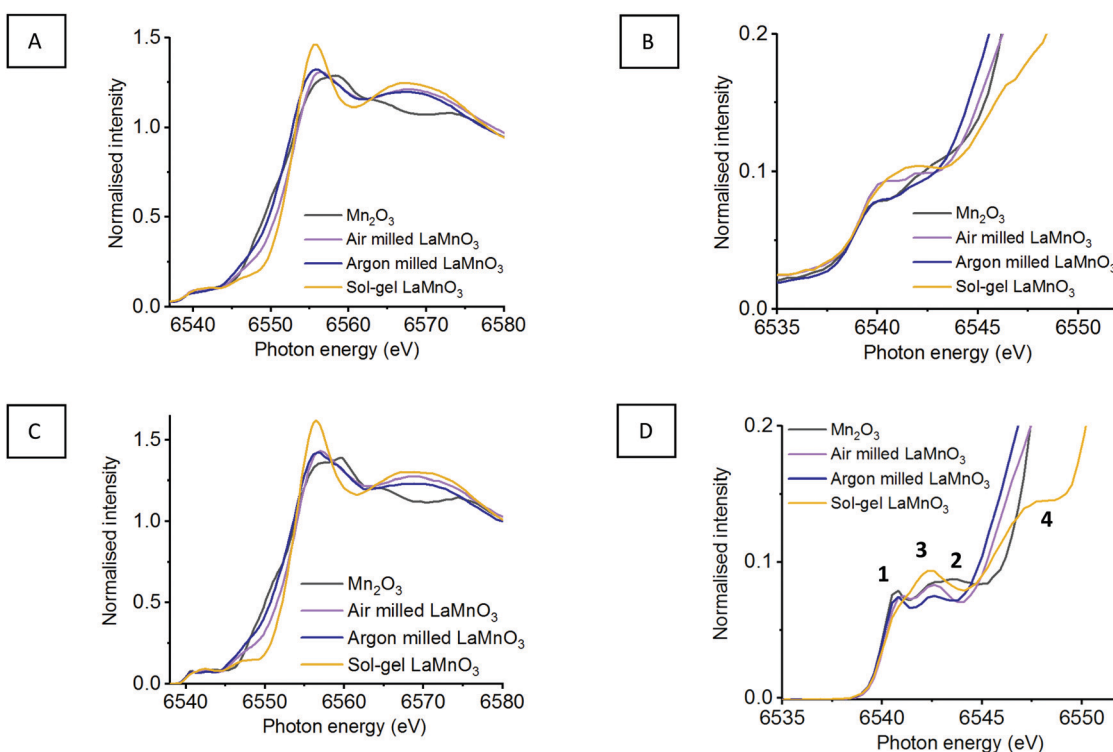 A
Normalised intensity
1.5
1.0
0.5
0.0
Mn₂O₃
Air milled LaMnO₃
Argon milled LaMnO₃
Sol-gel LaMnO₃
6540 6550 6560 6570 6580
Photon energy (eV)
B
Normalised intensity
0.2
0.1
0.0
Mn₂O₃
Air milled LaMnO₃
Argon milled LaMnO₃
Sol-gel LaMnO₃
6535 6540 6545 6550
Photon energy (eV)
C
Normalised intensity
1.5
1.0
0.5
0.0
Mn₂O₃
Air milled LaMnO₃
Argon milled LaMnO₃
Sol-gel LaMnO₃
6540 6550 6560 6570 6580
Photon energy (eV)
D
Normalised intensity
0.2
0.1
0.0
Mn₂O₃
Air milled LaMnO₃
Argon milled LaMnO₃
Sol-gel LaMnO₃
1 3 2 4
6535 6540 6545 6550
Photon energy (eV)